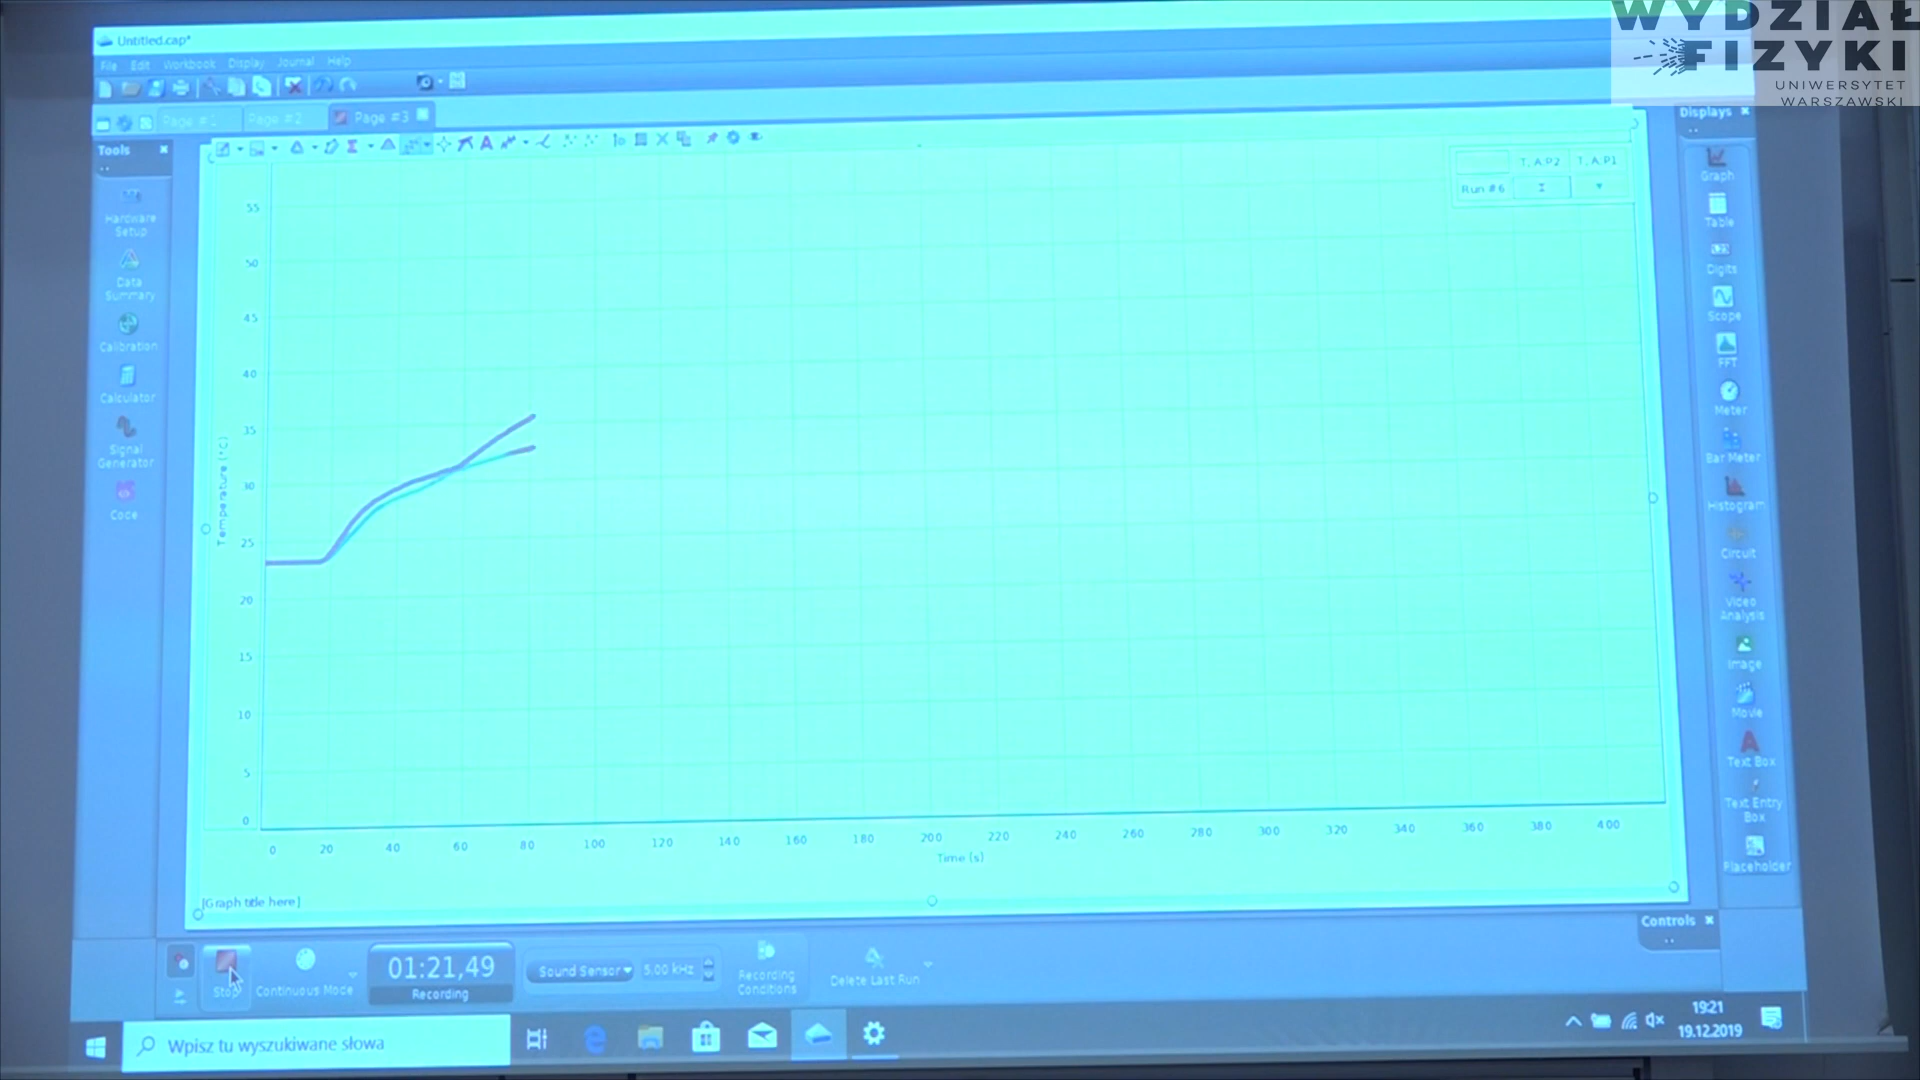 WYDZIAŁ
FIZYKI
UNIWERSYTET
WARSZAWSKI
Untitled.cap*
File Edit Workbook Display Journal Help
Page #1 Page #2 Page #3
Tools
Displays
T, A P2 T, A P1
Run #6
Hardware
Setup
Data
Summary
Calibration
Calculator
Signal
Generator
Code
55
50
45
40
35
30
25
20
15
10
5
0
Temperature (°C)
0 20 40 60 80 100 120 140 160 180 200 220 240 260 280 300 320 340 360 380 400
Time (s)
[Graph title here]
Graph
Table
Digits
Scope
FFT
Meter
Bar Meter
Histogram
Circuit
Video
Analysis
Image
Movie
Text Box
Text Entry
Box
Placeholder
Controls
Stop
Continuous Mode
01:21,49
Recording
Sound Sensor 5.00 kHz
Recording
Conditions
Delete Last Run
Wpisz tu wyszukiwane słowa
19:21
19.12.2019